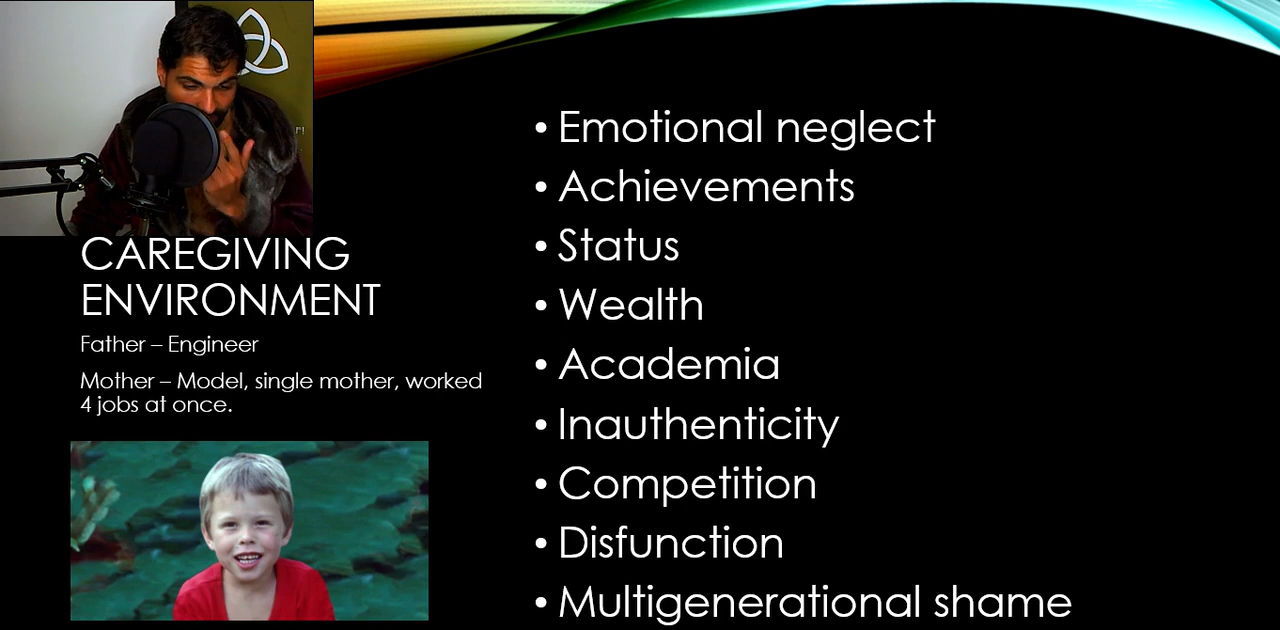 CAREGIVING
ENVIRONMENT
Father – Engineer
Mother – Model, single mother, worked
4 jobs at once.
• Emotional neglect
• Achievements
• Status
• Wealth
• Academia
• Inauthenticity
• Competition
• Disfunction
• Multigenerational shame